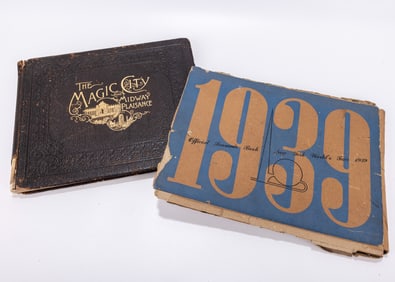 THE
MAGIC CITY
MIDWAY
PLAISANCE
1939
Official Souvenir Book New York World's Fair 1939